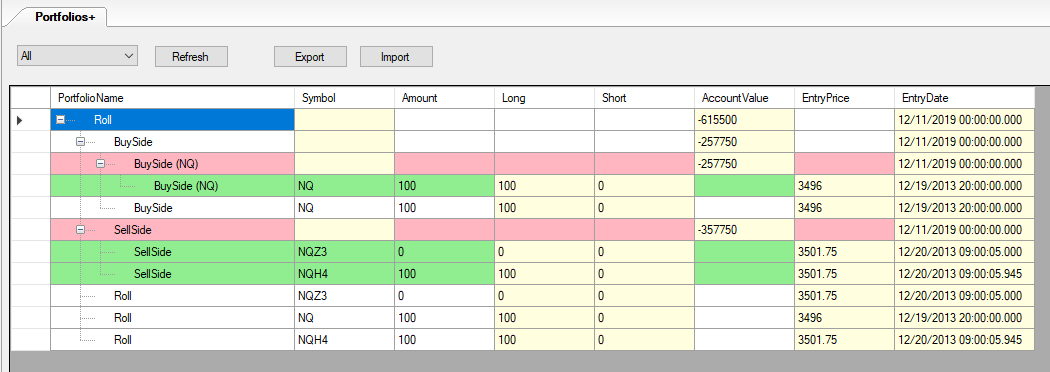 Portfolios+
All Refresh Export Import
PortfolioName Symbol Amount Long Short AccountValue EntryPrice EntryDate
Roll -615500 12/11/2019 00:00:00.000
BuySide -257750 12/11/2019 00:00:00.000
BuySide (NQ) -257750 12/11/2019 00:00:00.000
BuySide (NQ) NQ 100 100 0 3496 12/19/2013 20:00:00.000
BuySide NQ 100 100 0 3496 12/19/2013 20:00:00.000
SellSide -357750 12/11/2019 00:00:00.000
SellSide NQZ3 0 0 0 3501.75 12/20/2013 09:00:05.000
SellSide NQH4 100 100 0 3501.75 12/20/2013 09:00:05.945
Roll NQZ3 0 0 0 3501.75 12/20/2013 09:00:05.000
Roll NQ 100 100 0 3496 12/19/2013 20:00:00.000
Roll NQH4 100 100 0 3501.75 12/20/2013 09:00:05.945